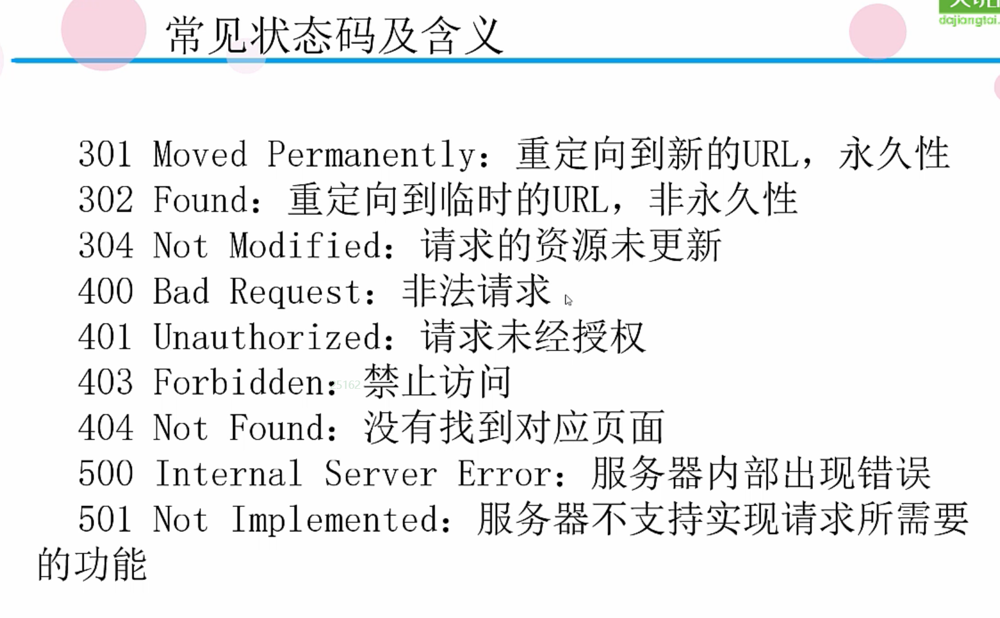 常见状态码及含义
dajiangtai.
301 Moved Permanently：重定向到新的URL，永久性
302 Found：重定向到临时的URL，非永久性
304 Not Modified：请求的资源未更新
400 Bad Request：非法请求
401 Unauthorized：请求未经授权
403 Forbidden：禁止访问
25162
404 Not Found：没有找到对应页面
500 Internal Server Error：服务器内部出现错误
501 Not Implemented：服务器不支持实现请求所需要
的功能